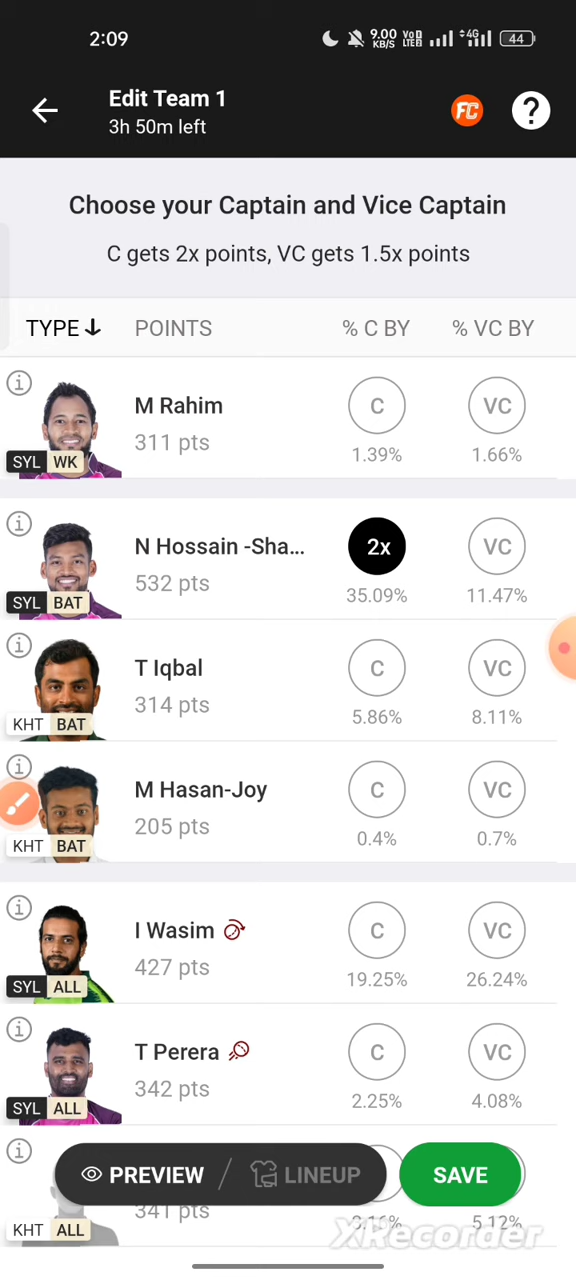 2:09
9.00 KB/S
Vo LTE2
4G
44
Edit Team 1
3h 50m left
FC
?
Choose your Captain and Vice Captain
C gets 2x points, VC gets 1.5x points
TYPE POINTS % C BY % VC BY
M Rahim C VC
311 pts 1.39% 1.66%
SYL WK
N Hossain -Sha... 2x VC
532 pts 35.09% 11.47%
SYL BAT
T Iqbal C VC
314 pts 5.86% 8.11%
KHT BAT
M Hasan-Joy C VC
205 pts 0.4% 0.7%
KHT BAT
I Wasim C VC
427 pts 19.25% 26.24%
SYL ALL
T Perera C VC
342 pts 2.25% 4.08%
SYL ALL
PREVIEW / LINEUP SAVE
341 pts 5.12%
KHT ALL
XRecorder